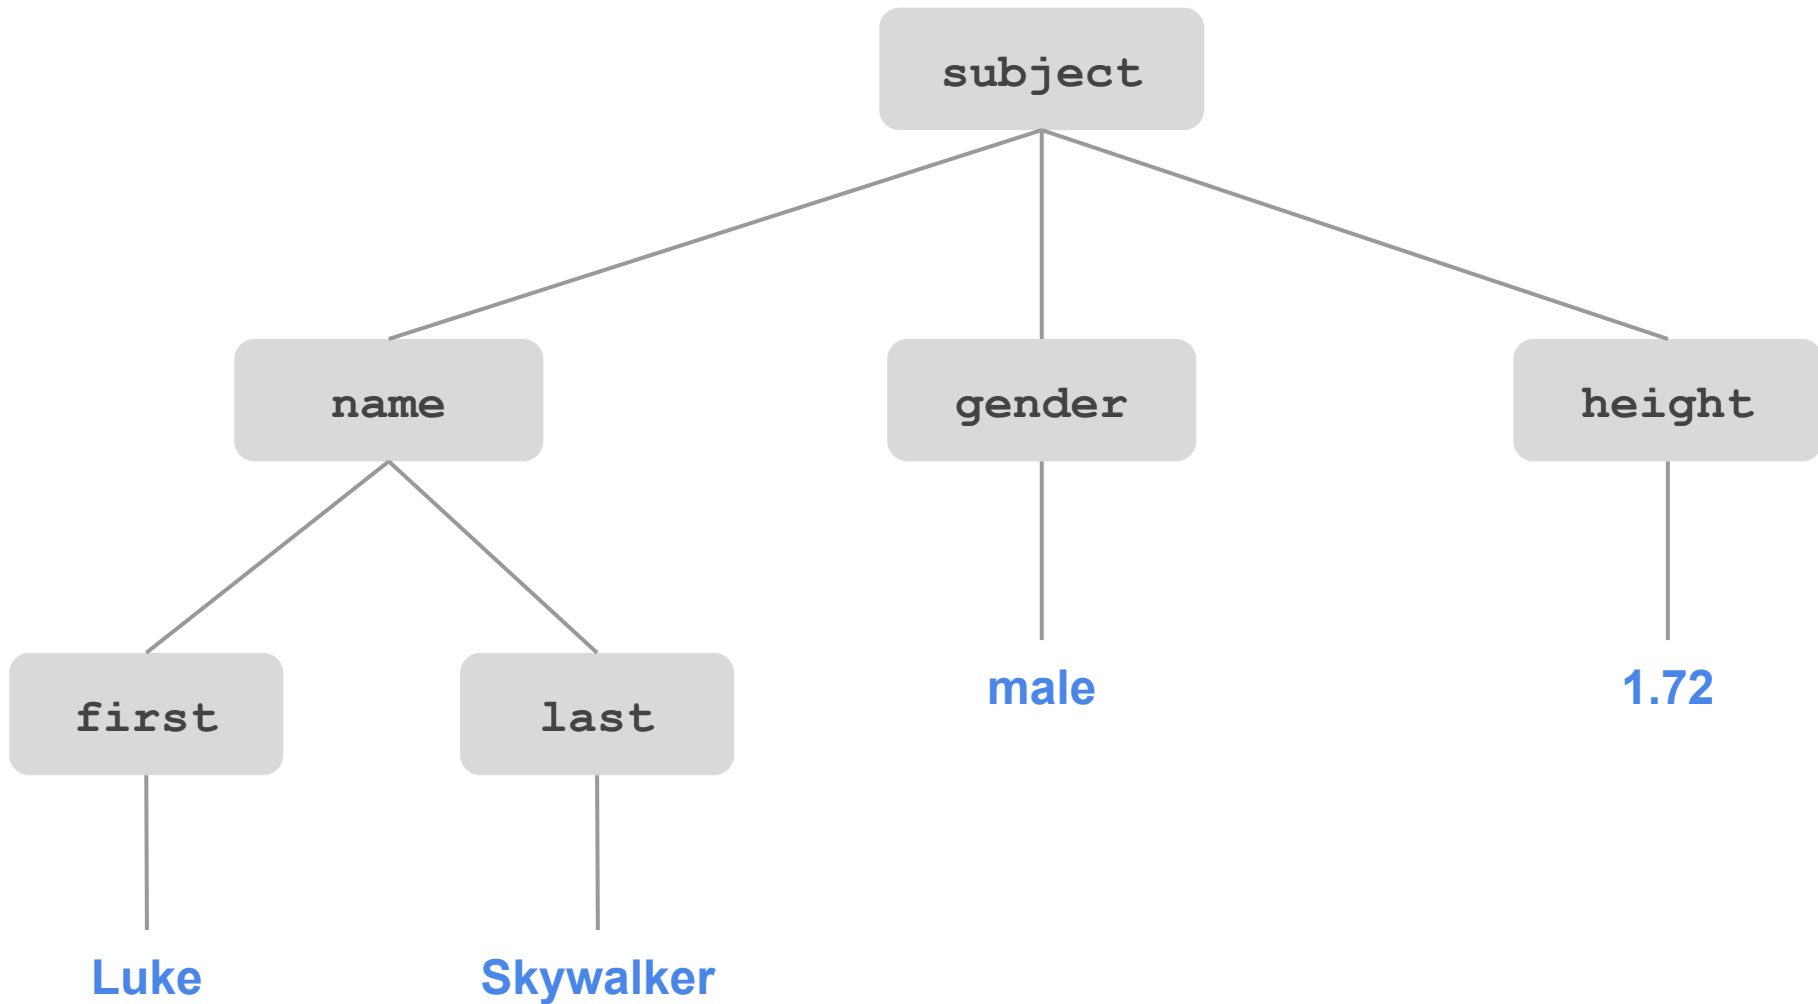 subject
name
gender
height
first
last
male
1.72
Luke
Skywalker